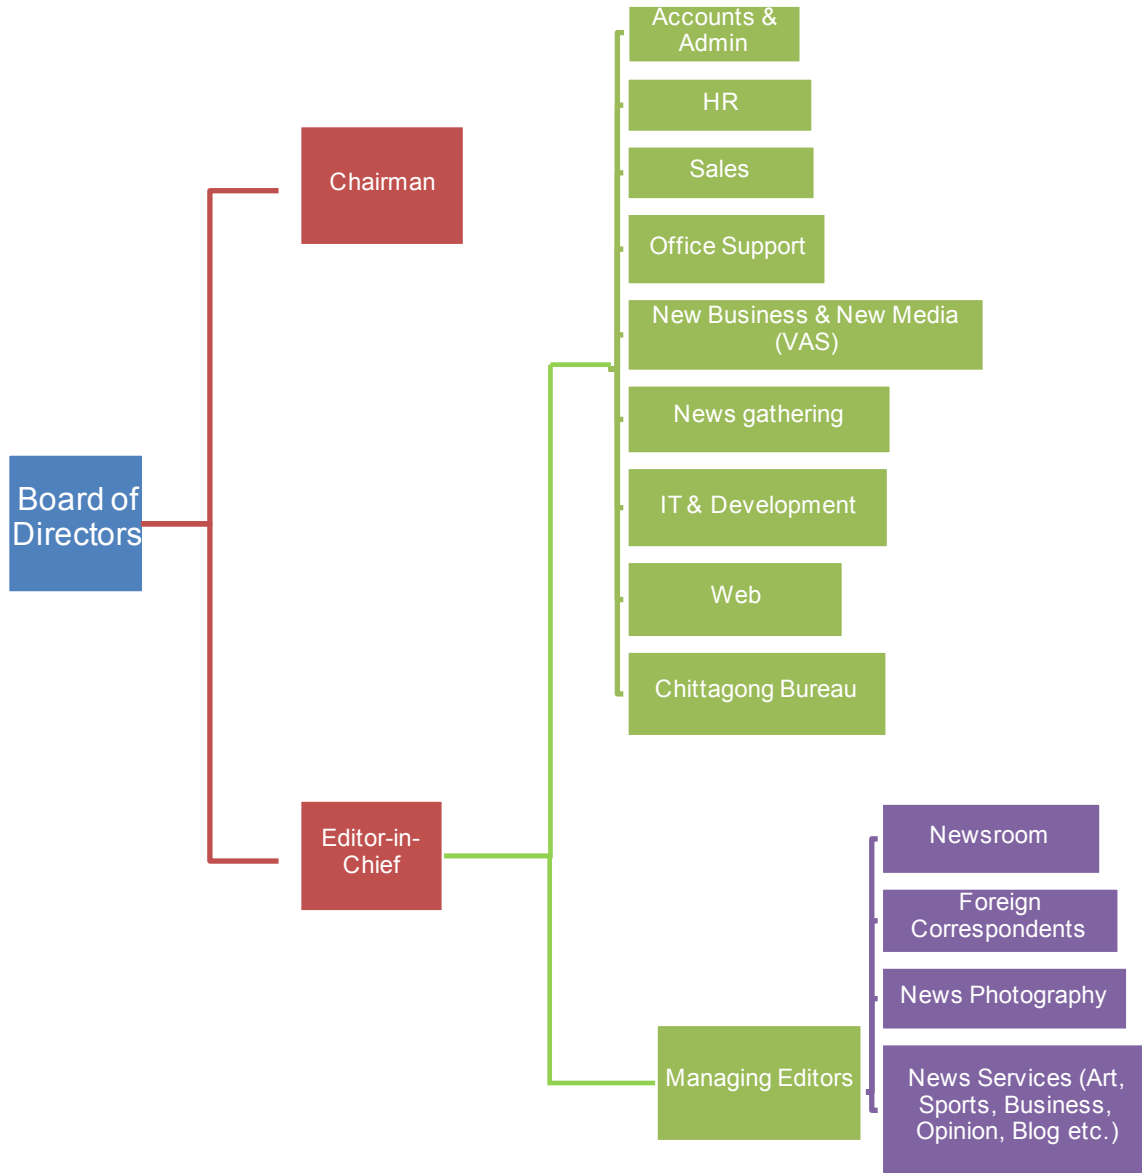 Accounts &
Admin
HR
Chairman
Sales
Office Support
New Business & New Media
(VAS)
News gathering
Board of
Directors
IT & Development
Web
Chittagong Bureau
Editor-in-
Chief
Newsroom
Foreign
Correspondents
News Photography
Managing Editors
News Services (Art,
Sports, Business,
Opinion, Blog etc.)